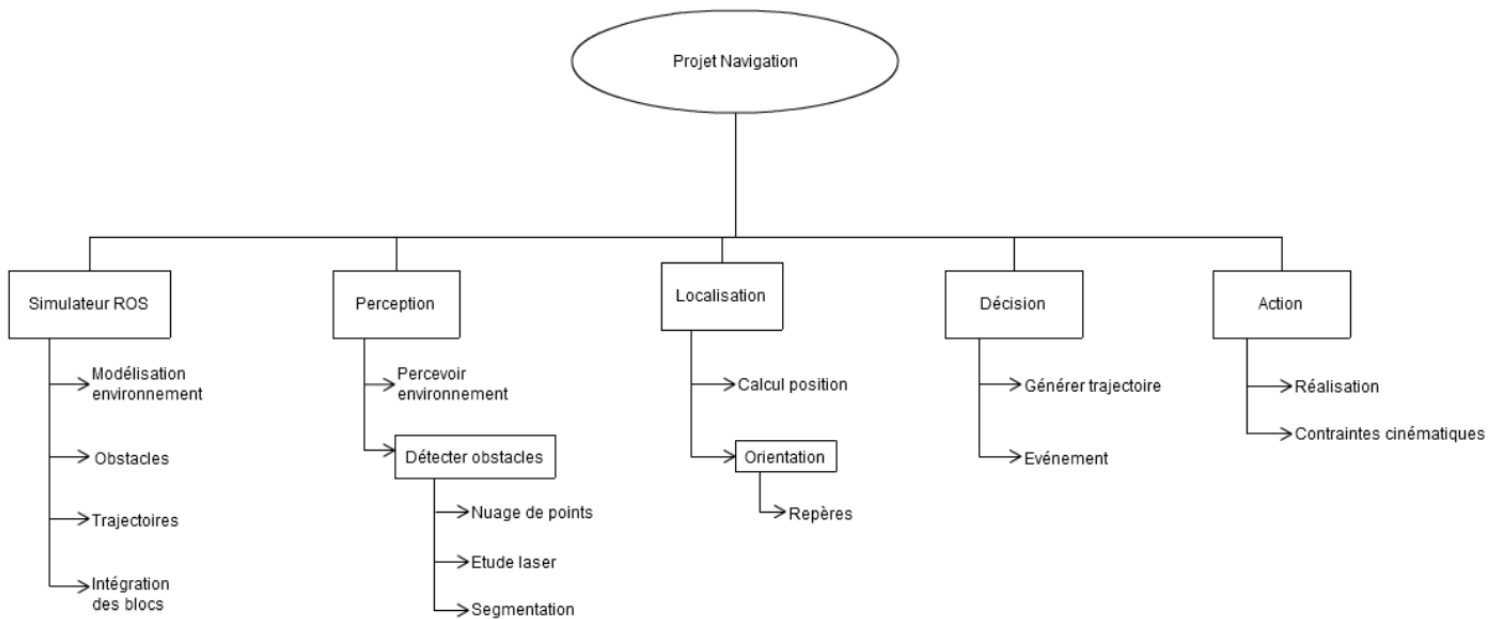 Projet Navigation
Simulateur ROS
Modélisation
environnement
Obstacles
Trajectoires
Intégration
des blocs
Perception
Percevoir
environnement
Détecter obstacles
Nuage de points
Etude laser
Segmentation
Localisation
Calcul position
Orientation
Repères
Décision
Générer trajectoire
Evénement
Action
Réalisation
Contraintes cinématiques